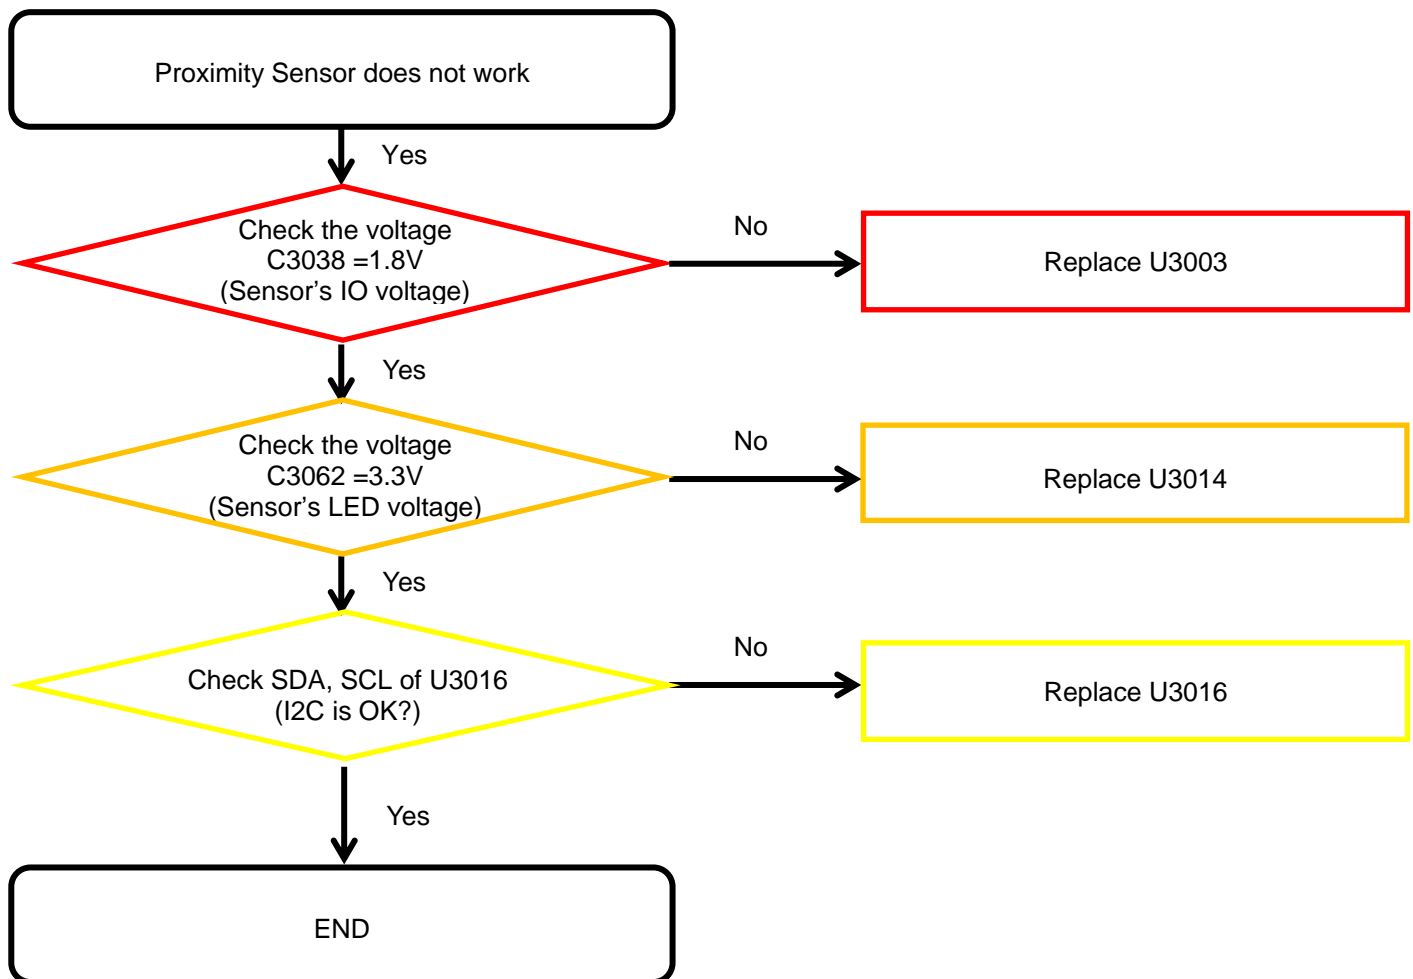 Proximity Sensor does not work
Yes
Check the voltage
C3038 =1.8V
(Sensor’s IO voltage)
No
Replace U3003
Yes
Check the voltage
C3062 =3.3V
(Sensor’s LED voltage)
No
Replace U3014
Yes
Check SDA, SCL of U3016
(I2C is OK?)
No
Replace U3016
Yes
END